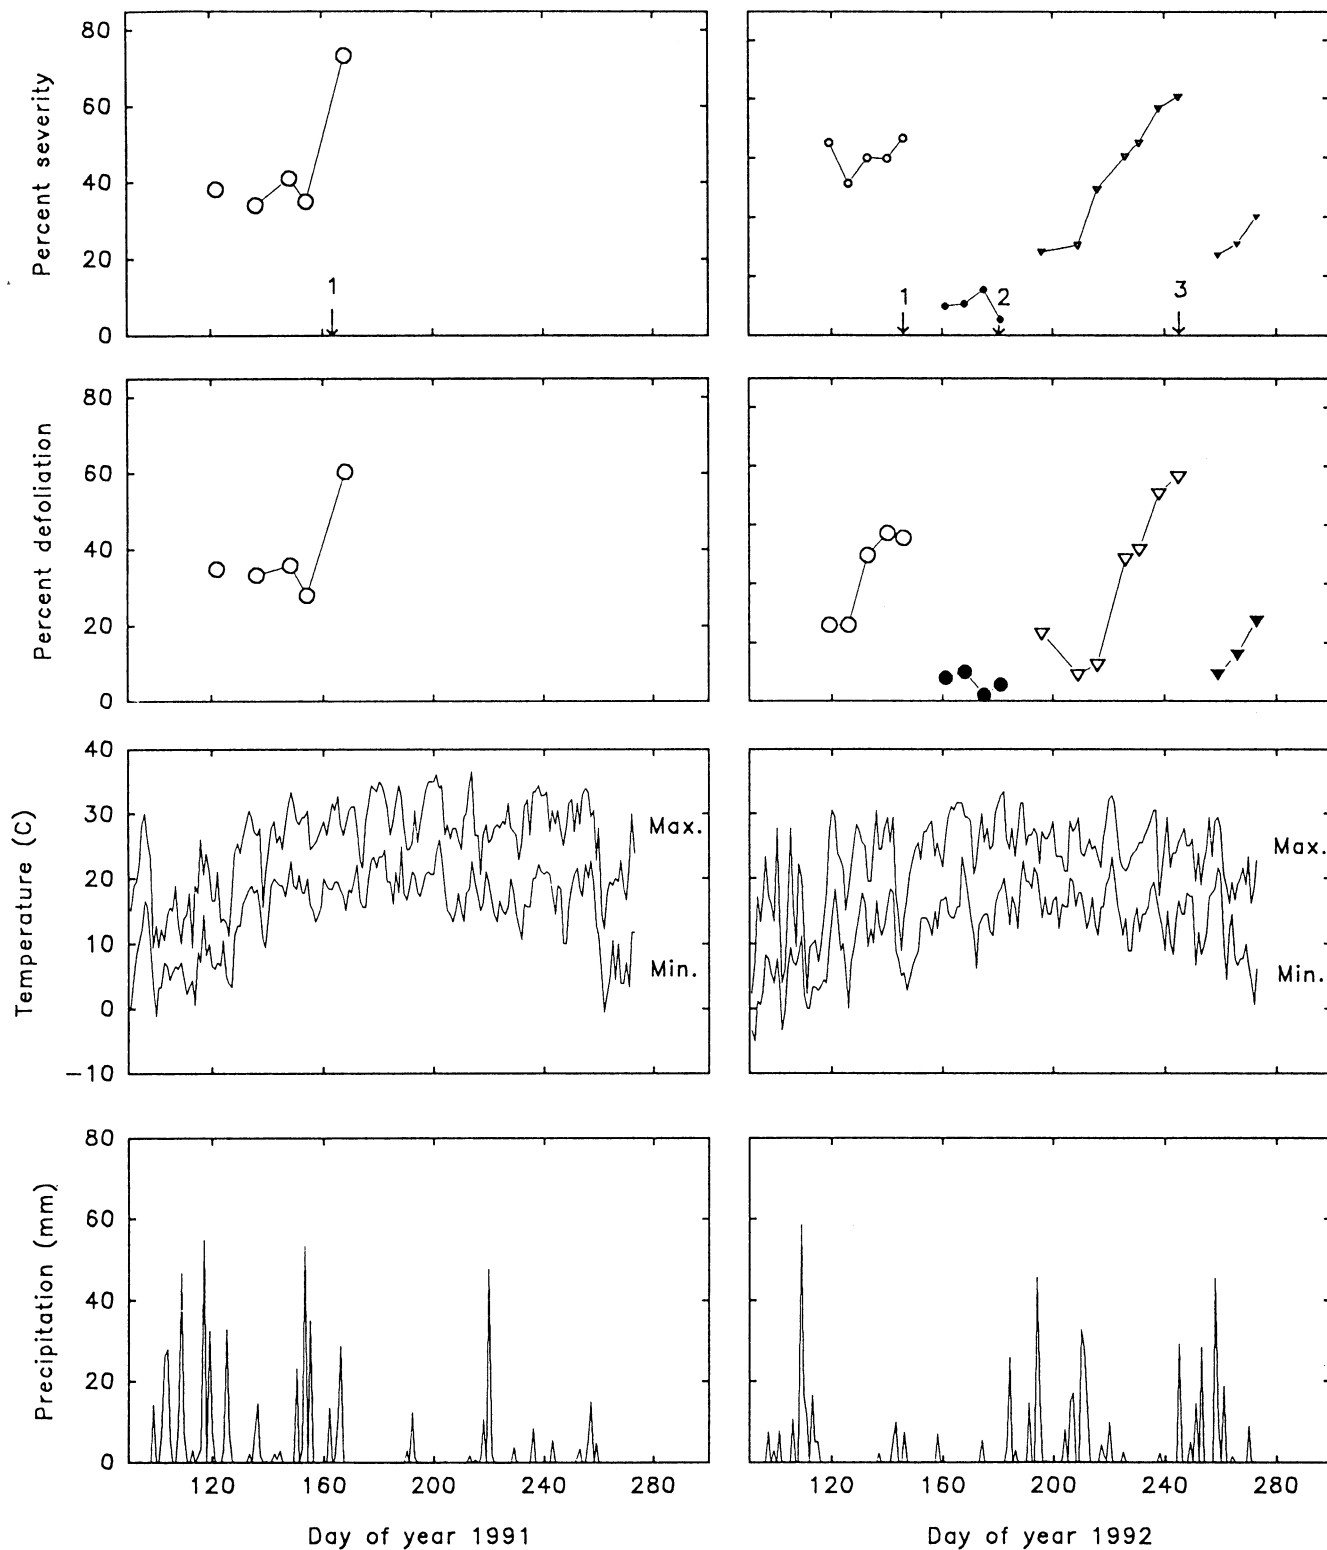 80
60
40
20
0
Percent severity
1
1
2
3
80
60
40
20
0
Percent defoliation
40
30
20
10
0
−10
Temperature (C)
Max.
Min.
Max.
Min.
80
60
40
20
0
Precipitation (mm)
120 160 200 240 280
120 160 200 240 280
Day of year 1991
Day of year 1992